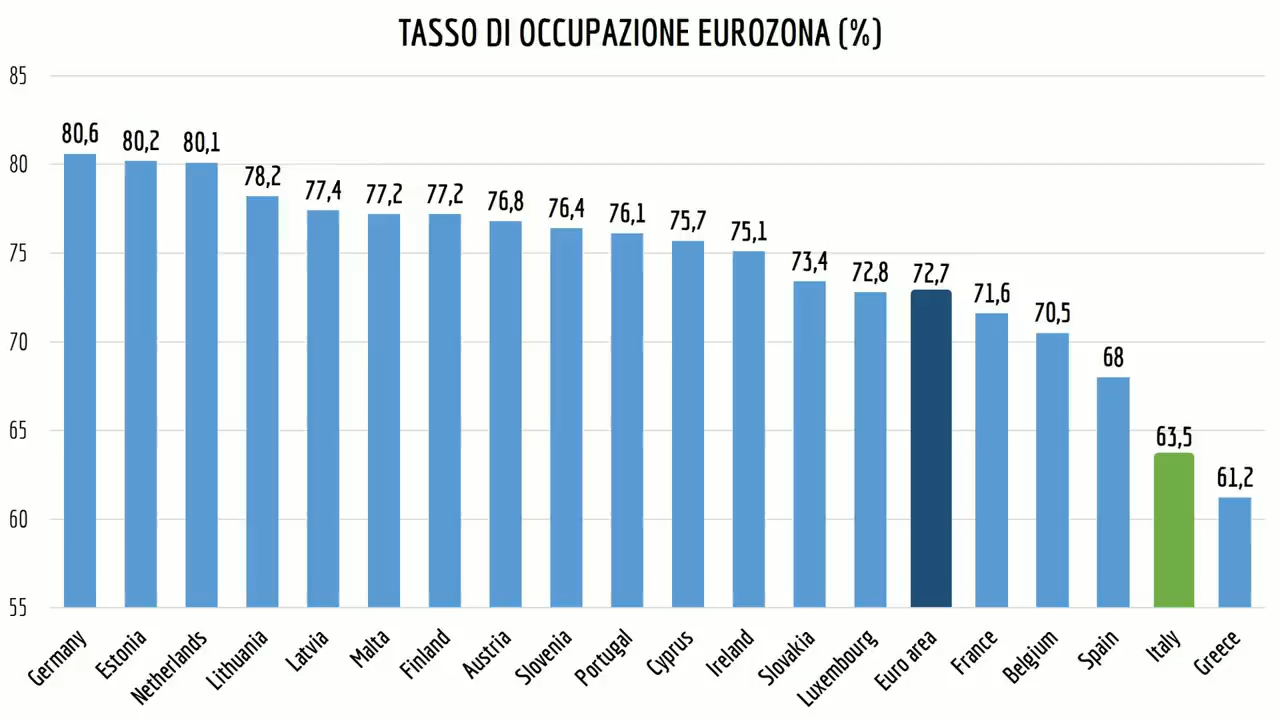 TASSO DI OCCUPAZIONE EUROZONA (%)
85
80
75
70
65
60
55
80,6
80,2
80,1
78,2
77,4
77,2
77,2
76,8
76,4
76,1
75,7
75,1
73,4
72,8
72,7
71,6
70,5
68
63,5
61,2
Germany
Estonia
Netherlands
Lithuania
Latvia
Malta
Finland
Austria
Slovenia
Portugal
Cyprus
Ireland
Slovakia
Luxembourg
Euro area
France
Belgium
Spain
Italy
Greece